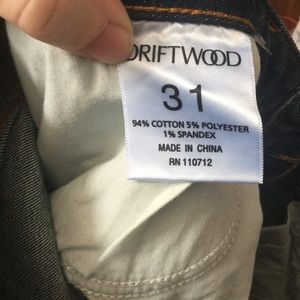 DRIFTWOOD
31
94% COTTON 5% POLYESTER
1% SPANDEX
MADE IN CHINA
RN 110712